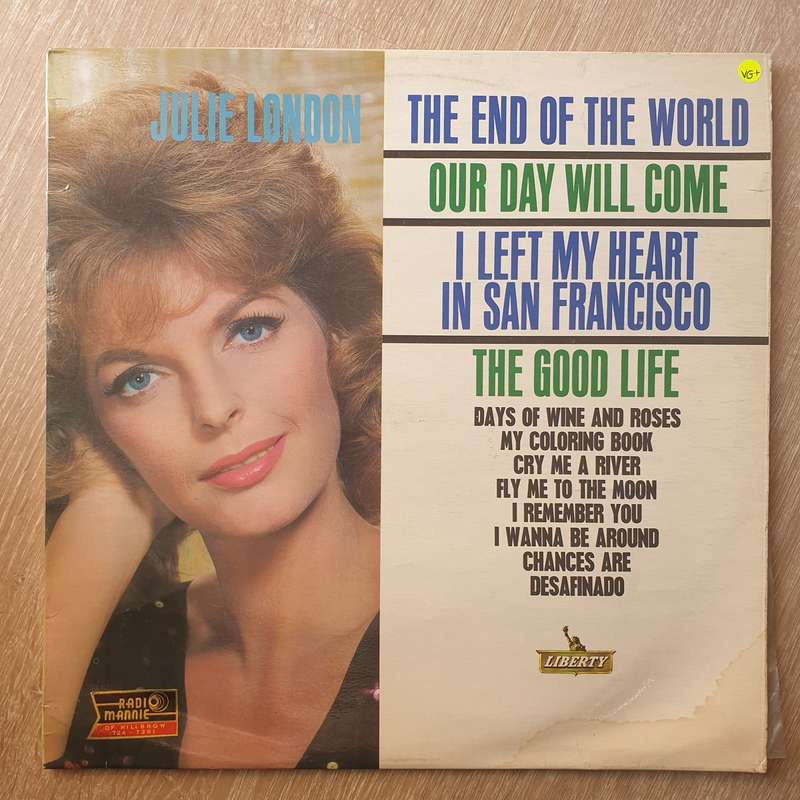 JULIE LONDON
THE END OF THE WORLD
OUR DAY WILL COME
I LEFT MY HEART
IN SAN FRANCISCO
THE GOOD LIFE
DAYS OF WINE AND ROSES
MY COLORING BOOK
CRY ME A RIVER
FLY ME TO THE MOON
I REMEMBER YOU
I WANNA BE AROUND
CHANCES ARE
DESAFINADO
LIBERTY
VG+
RADIO
MANNIE
OF HILLBROW
724 - 7391